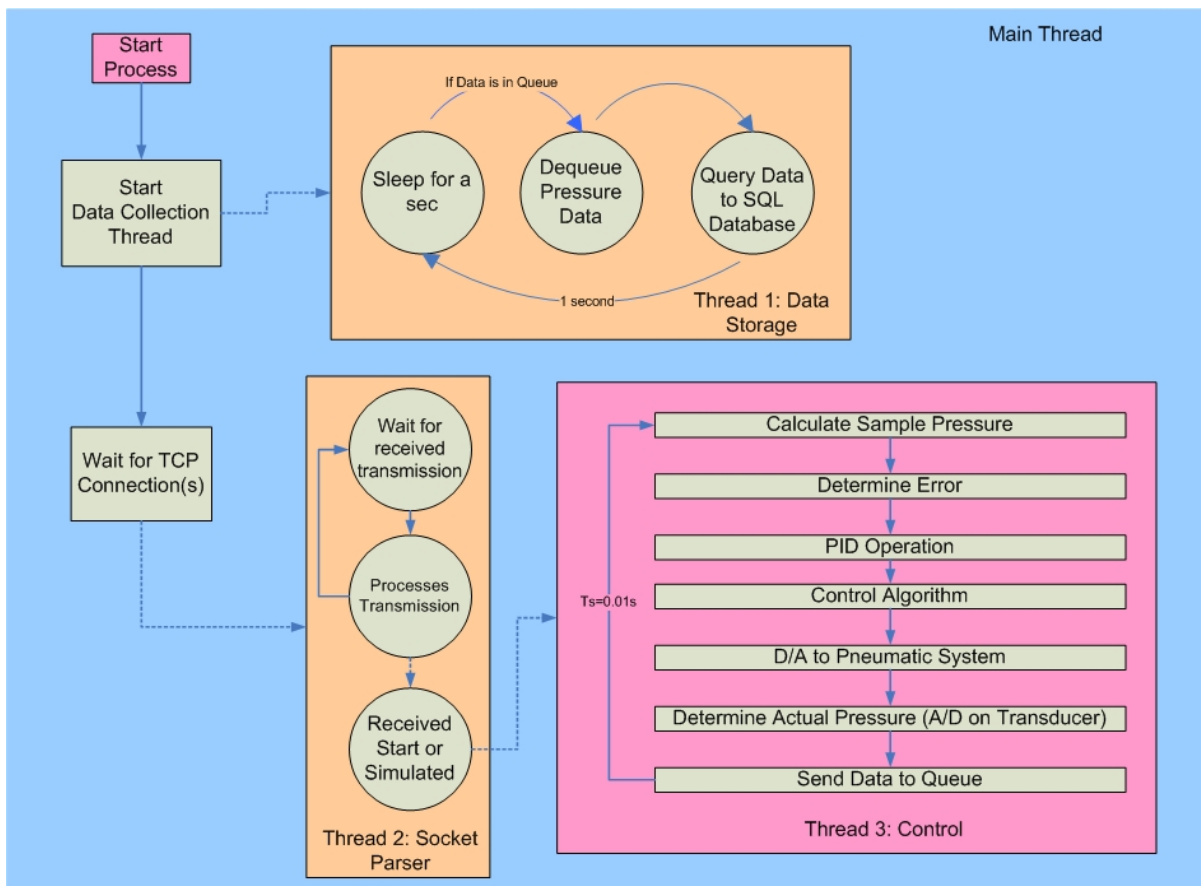 Main Thread
Start
Process
Start
Data Collection
Thread
Wait for TCP
Connection(s)
If Data is in Queue
Sleep for a
sec
Dequeue
Pressure
Data
Query Data
to SQL
Database
1 second
Thread 1: Data
Storage
Wait for
received
transmission
Processes
Transmission
Received
Start or
Simulated
Thread 2: Socket
Parser
Calculate Sample Pressure
Determine Error
PID Operation
Ts=0.01s
Control Algorithm
D/A to Pneumatic System
Determine Actual Pressure (A/D on Transducer)
Send Data to Queue
Thread 3: Control